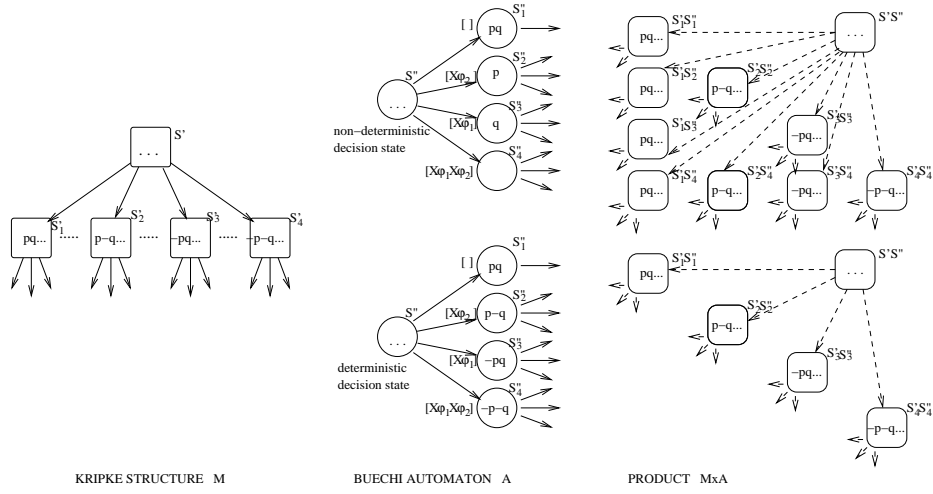 S'
. . .
S'1
S'2
S'3
S'4
pq...
.....
p−q...
.....
−pq...
.....
−p−q...
KRIPKE STRUCTURE M
S"
. . .
non−deterministic
decision state
[ ]
S"1
pq
[Xφ2]
S"2
p
[Xφ1]
S"3
q
[Xφ1Xφ2]
S"4
S"
. . .
deterministic
decision state
[ ]
S"1
pq
[Xφ2]
S"2
p−q
[Xφ1]
S"3
−pq
[Xφ1Xφ2]
S"4
−p−q
BUECHI AUTOMATON A
S'S"
. . .
S'1S"1
pq...
S'1S"2
pq...
S'2S"2
p−q...
S'1S"3
pq...
S'3S"3
−pq...
S'1S"4
pq...
S'2S"4
p−q...
S'3S"4
−pq...
S'4S"4
−p−q...
S'S"
. . .
S'1S"1
pq...
S'2S"2
p−q...
S'3S"3
−pq...
S'4S"4
−p−q...
PRODUCT MxA